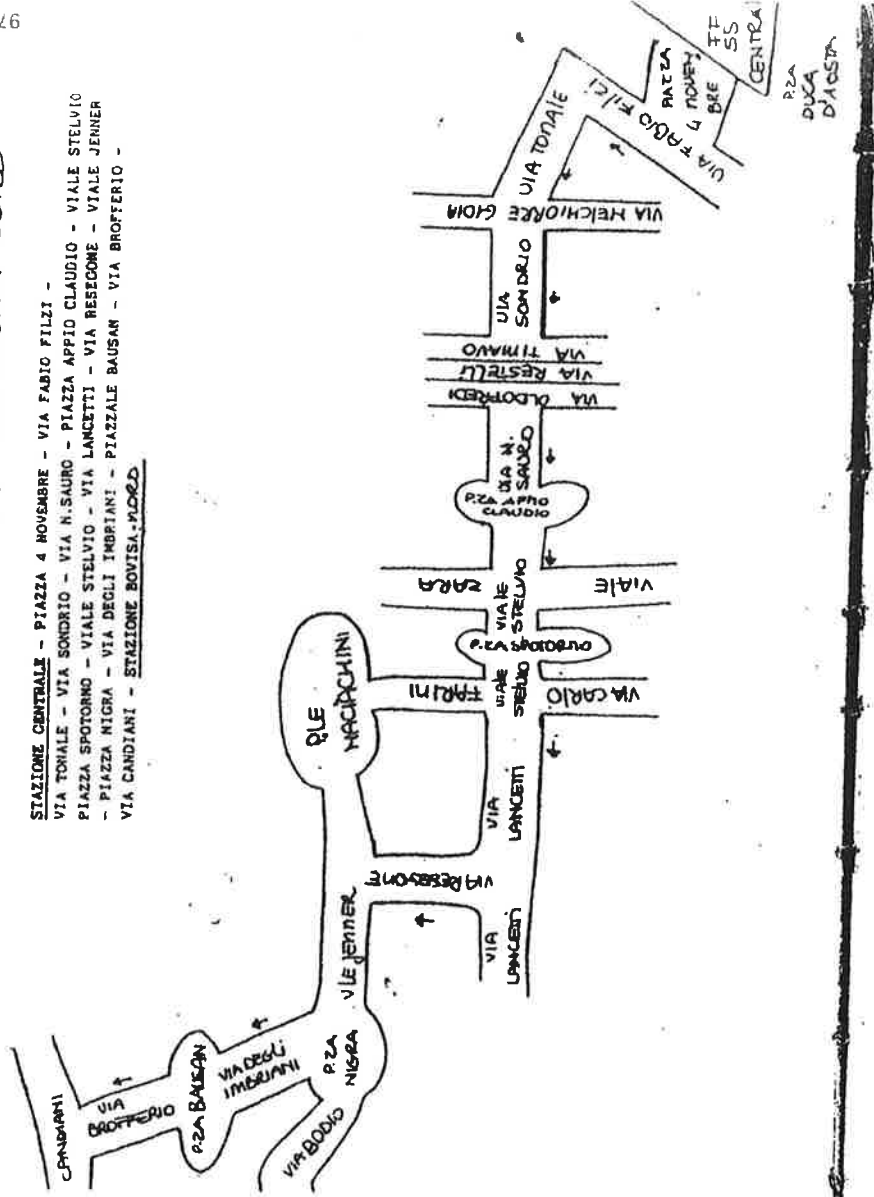 STAZIONE CENTRALE - PIAZZA 4 NOVEMBRE - VIA FABIO FILZI -
VIA TONALE - VIA SONDRIO - VIA N.SAURO - PIAZZA APPIO CLAUDIO - VIALE STELVIO
PIAZZA SPOTORNO - VIALE STELVIO - VIA LANCETTI - VIA RESEGONE - VIALE JENNER
- PIAZZA NIGRA - VIA DEGLI IMBRIANI - PIAZZALE BAUSAN - VIA BROFFERIO -
VIA CANDIANI - STAZIONE BOVISA-NORD
CANDIANI
VIA
BROFFERIO
P.ZA BAUSAN
VIA DEGLI
IMBRIANI
VIA BODIO
P.ZA
NIGRA
V.LE JENNER
P.LE
MACIACHINI
VIA RESEGONE
VIA
LANCETTI
VIA
LANCETTI
VIA CARLO
FARINI
VIALE
STELVIO
P.ZA SPOTORNO
VIALE
STELVIO
VIALE
ZARA
P.ZA APPIO
CLAUDIO
VIA N.
SAURO
VIA OLDOFREDI
VIA RESTELLI
VIA TIMAVO
VIA
SONDRIO
VIA MELCHIORRE GIOIA
VIA TONALE
VIA FABIO FILZI
PIAZZA
4 NOVEM
BRE
FF
SS
CENTRA
P.ZA
DUCA
D'AOSTA